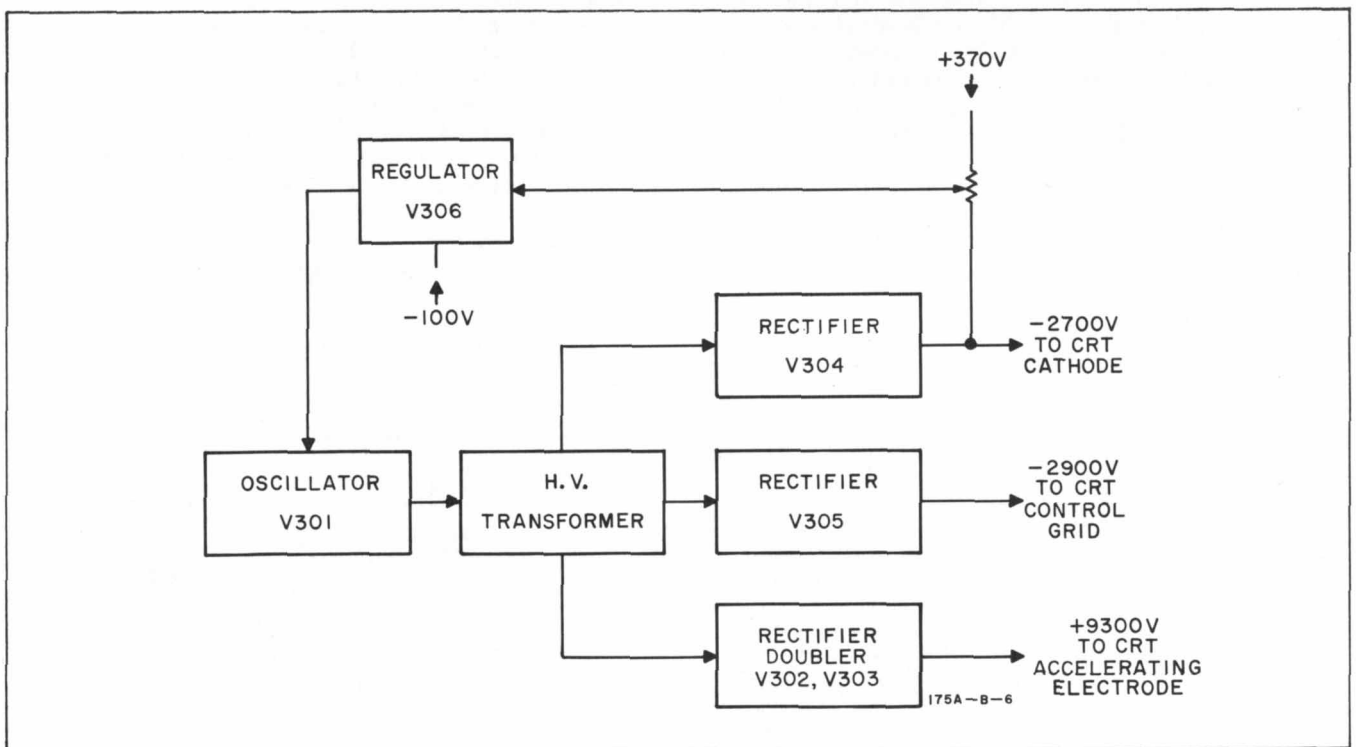 +370V
REGULATOR
V306
-100V
RECTIFIER
V304
-2700V
TO CRT
CATHODE
OSCILLATOR
V301
H.V.
TRANSFORMER
RECTIFIER
V305
-2900V
TO CRT
CONTROL
GRID
RECTIFIER
DOUBLER
V302, V303
+9300V
TO CRT
ACCELERATING
ELECTRODE
175A-B-6